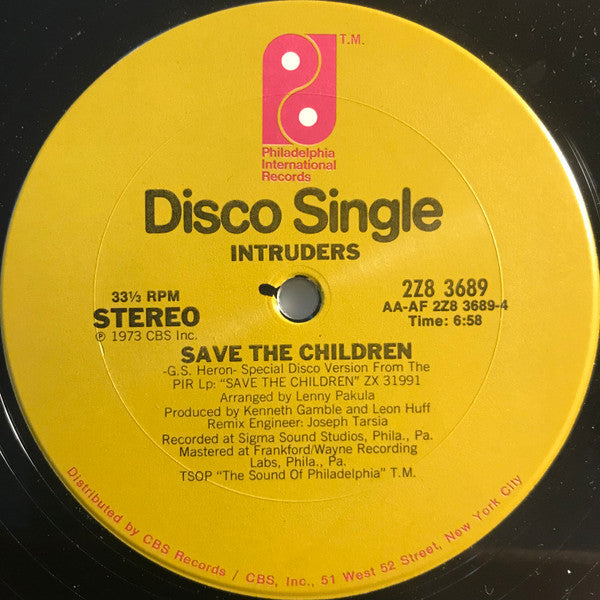 T.M.
Philadelphia
International
Records
Disco Single
INTRUDERS
33⅓ RPM
STEREO
℗ 1973 CBS Inc.
2Z8 3689
AA-AF 2Z8 3689-4
Time: 6:58
SAVE THE CHILDREN
-G.S. Heron- Special Disco Version From The
PIR Lp: "SAVE THE CHILDREN" ZX 31991
Arranged by Lenny Pakula
Produced by Kenneth Gamble and Leon Huff
Remix Engineer: Joseph Tarsia
Recorded at Sigma Sound Studios, Phila., Pa.
Mastered at Frankford/Wayne Recording
Labs, Phila., Pa.
TSOP "The Sound Of Philadelphia" T.M.
Distributed by CBS Records / CBS, Inc., 51 West 52 Street, New York City